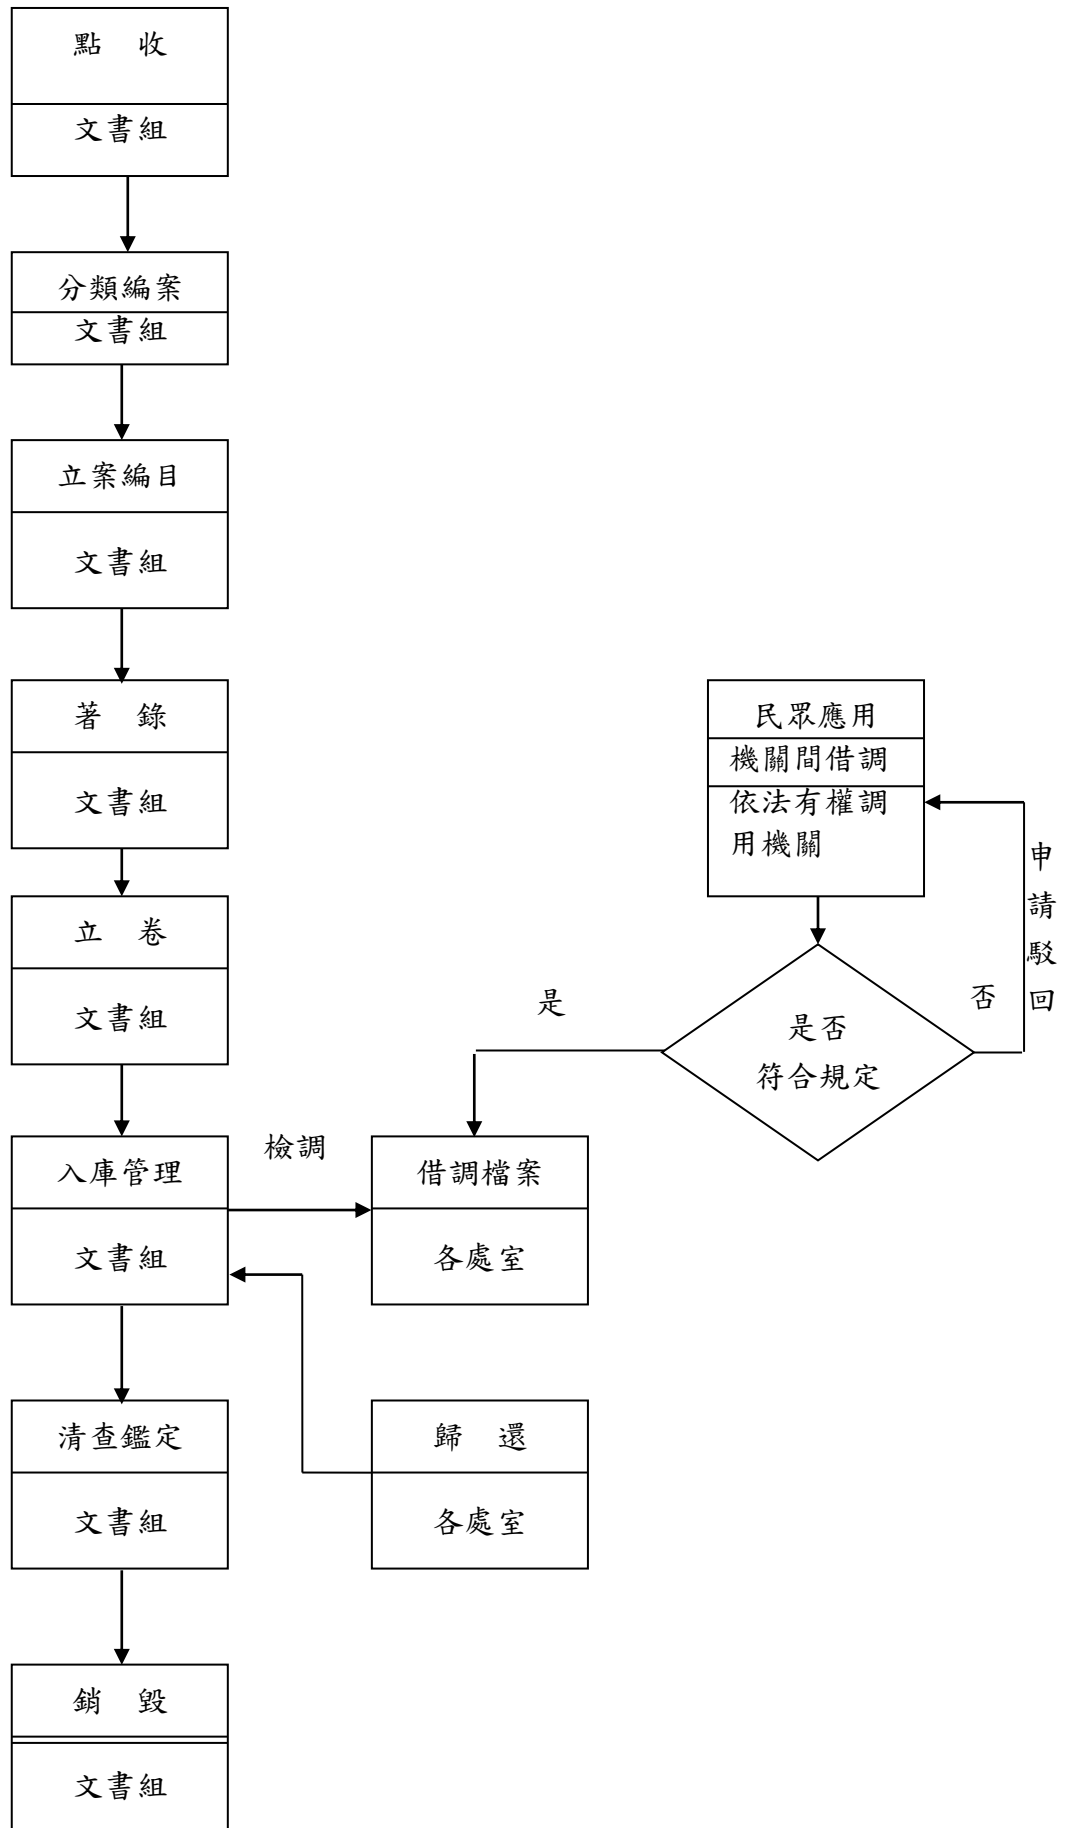 點　收
文書組
分類編案
文書組
立案編目
文書組
著　錄
文書組
立　卷
文書組
入庫管理
文書組
檢調
借調檔案
各處室
民眾應用
機關間借調
依法有權調
用機關
是否
符合規定
是
否
申請駁回
歸　還
各處室
清查鑑定
文書組
銷　毀
文書組